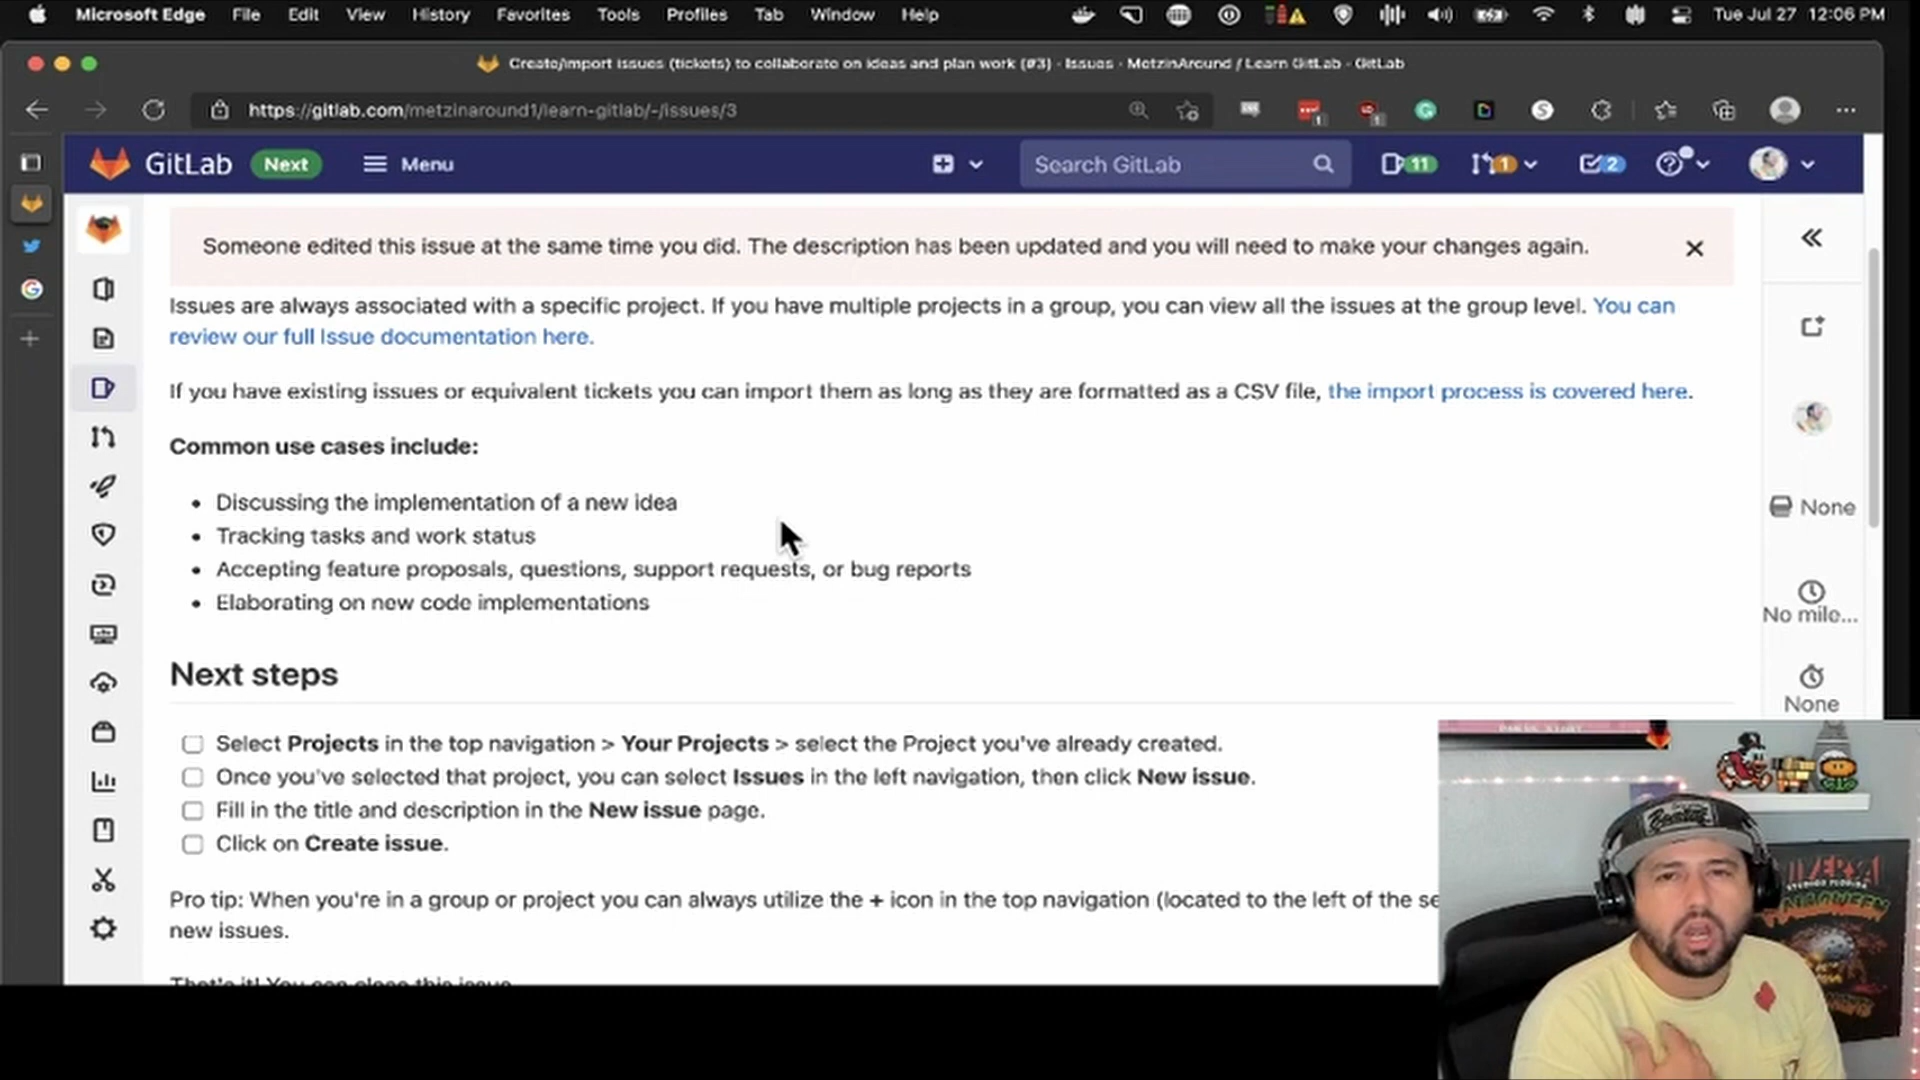 Microsoft Edge File Edit View History Favorites Tools Profiles Tab Window Help Tue Jul 27 12:06 PM
Create/import issues (tickets) to collaborate on ideas and plan work (#3) · Issues · MetzinAround / Learn GitLab · GitLab
https://gitlab.com/metzinaround1/learn-gitlab/-/issues/3
GitLab Next Menu Search GitLab 11 1 2
Someone edited this issue at the same time you did. The description has been updated and you will need to make your changes again.
Issues are always associated with a specific project. If you have multiple projects in a group, you can view all the issues at the group level. You can
review our full Issue documentation here.
If you have existing issues or equivalent tickets you can import them as long as they are formatted as a CSV file, the import process is covered here.
Common use cases include:
• Discussing the implementation of a new idea
None
• Tracking tasks and work status
• Accepting feature proposals, questions, support requests, or bug reports
• Elaborating on new code implementations
No mile...
Next steps
None
Select Projects in the top navigation > Your Projects > select the Project you've already created.
Once you've selected that project, you can select Issues in the left navigation, then click New issue.
Fill in the title and description in the New issue page.
Click on Create issue.
Pro tip: When you're in a group or project you can always utilize the + icon in the top navigation (located to the left of the se
new issues.
That's it! You can close this issue.